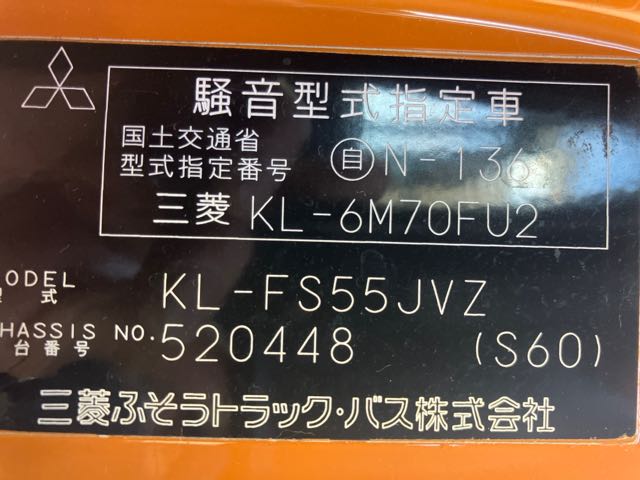 騒音型式指定車
国土交通省
型式指定番号 自N-136
三菱 KL-6M70FU2
ODEL
式 KL-FS55JVZ
HASSIS NO.
台番号 520448 (S60)
三菱ふそうトラック・バス株式会社